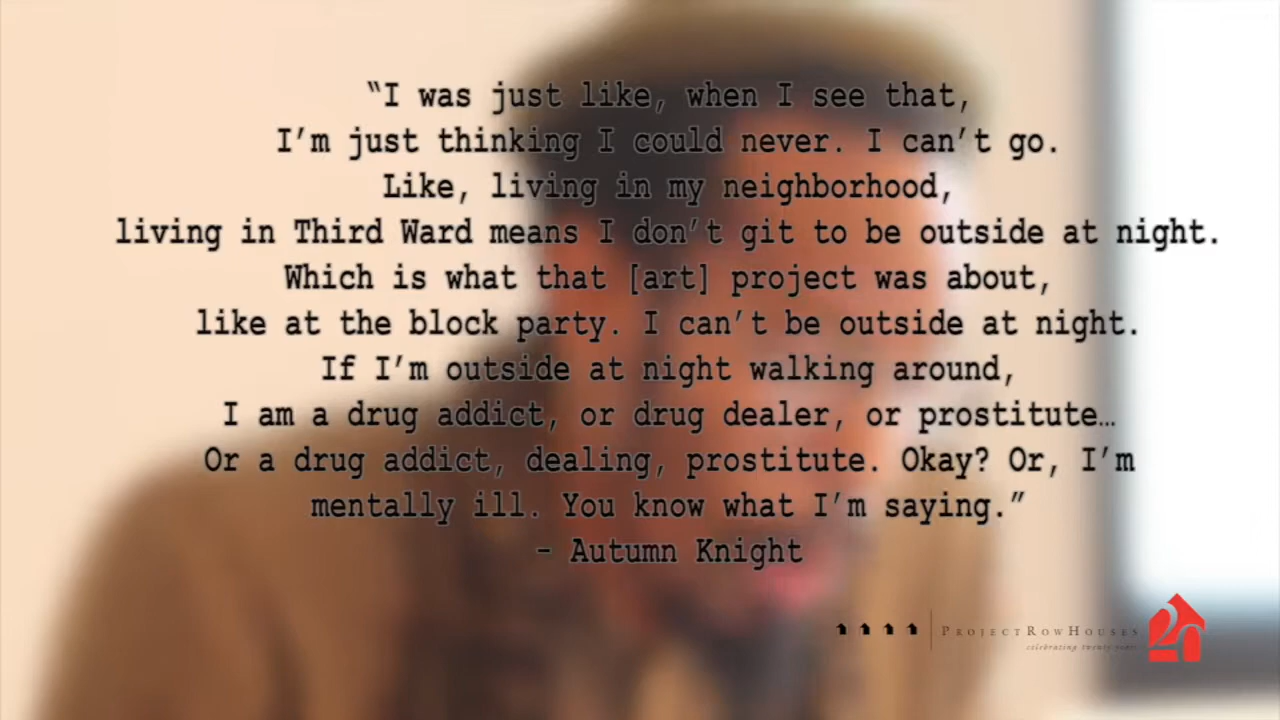 “I was just like, when I see that,
I’m just thinking I could never. I can’t go.
Like, living in my neighborhood,
living in Third Ward means I don’t git to be outside at night.
Which is what that [art] project was about,
like at the block party. I can’t be outside at night.
If I’m outside at night walking around,
I am a drug addict, or drug dealer, or prostitute…
Or a drug addict, dealing, prostitute. Okay? Or, I’m
mentally ill. You know what I’m saying.”
- Autumn Knight
PROJECTROWHOUSES
celebrating twenty years
20